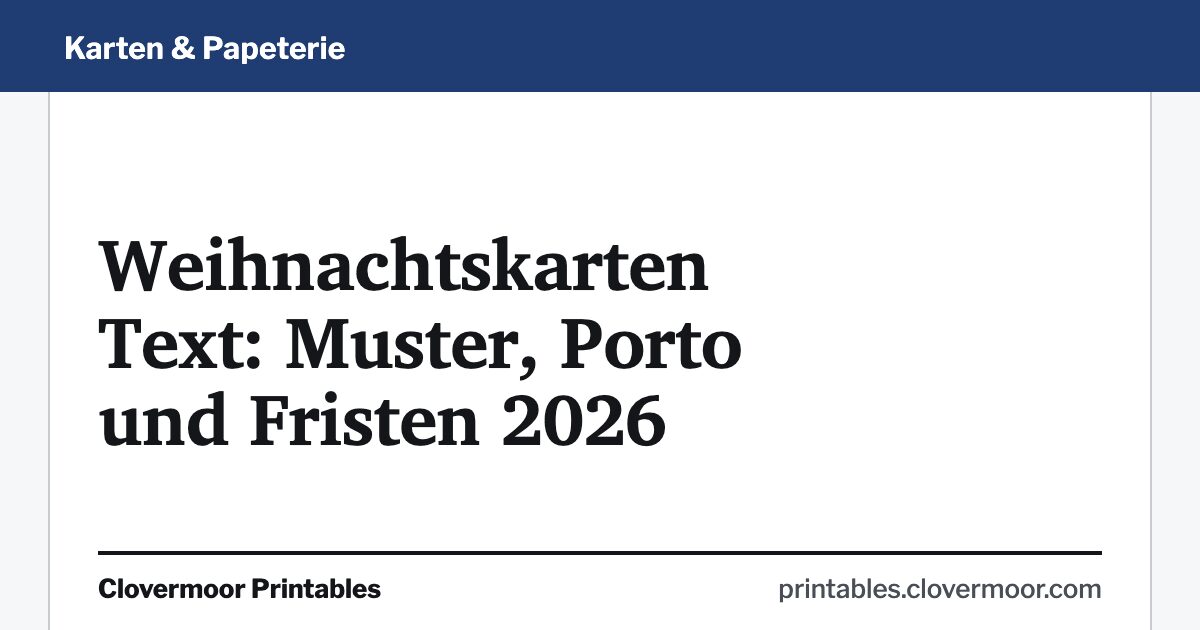 Karten & Papeterie
Weihnachtskarten
Text: Muster, Porto
und Fristen 2026
Clovermoor Printables
printables.clovermoor.com